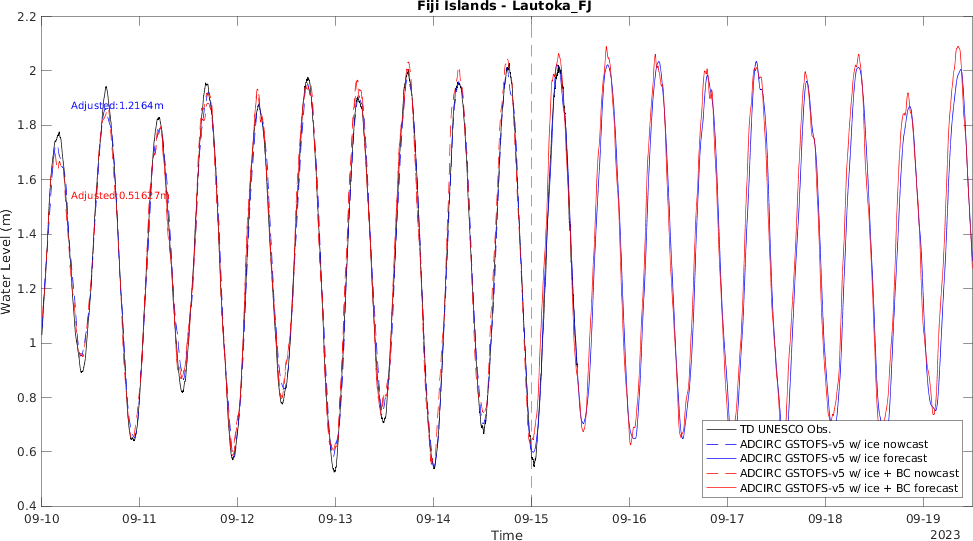 Fiji Islands - Lautoka_FJ
2.2
2
1.8
1.6
1.4
1.2
1
0.8
0.6
0.4
Water Level (m)
Adjusted:1.2164m
Adjusted:0.51627m
TD UNESCO Obs.
ADCIRC GSTOFS-v5 w/ ice nowcast
ADCIRC GSTOFS-v5 w/ ice forecast
ADCIRC GSTOFS-v5 w/ ice + BC nowcast
ADCIRC GSTOFS-v5 w/ ice + BC forecast
09-10 09-11 09-12 09-13 09-14 09-15 09-16 09-17 09-18 09-19
Time
2023